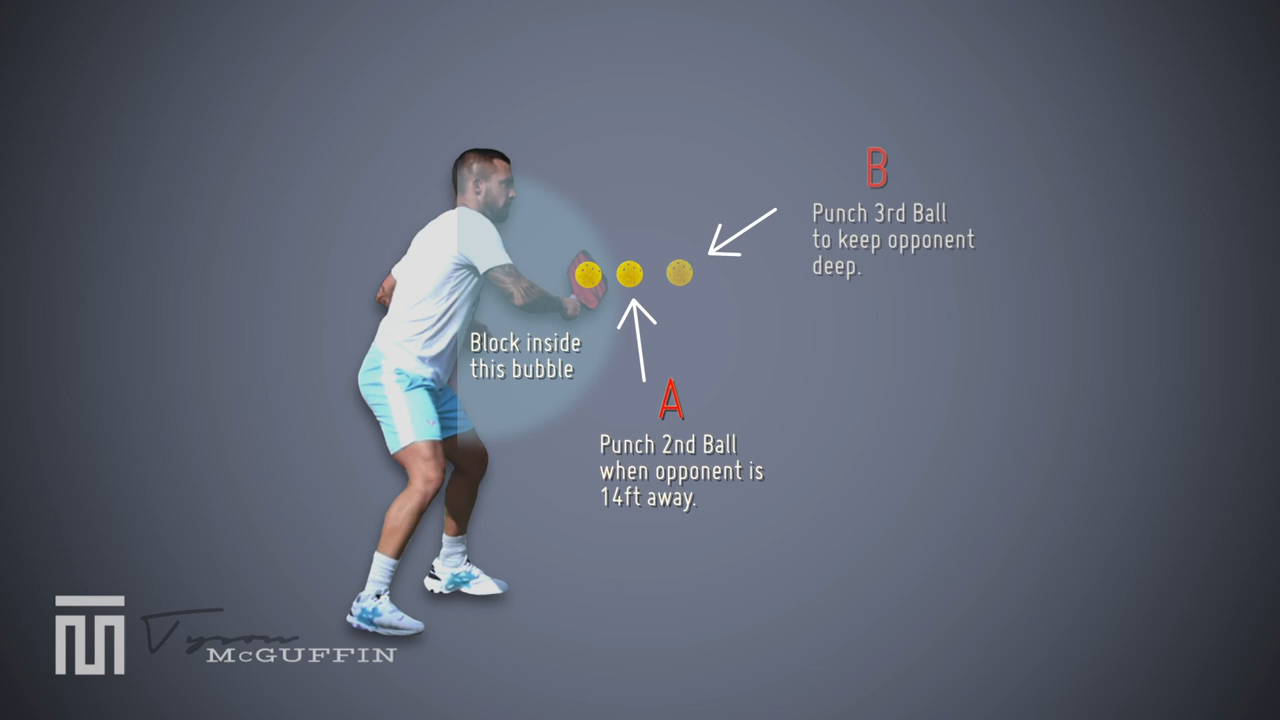 B
Punch 3rd Ball
to keep opponent
deep.
Block inside
this bubble
A
Punch 2nd Ball
when opponent is
14ft away.
Tyson
McGUFFIN